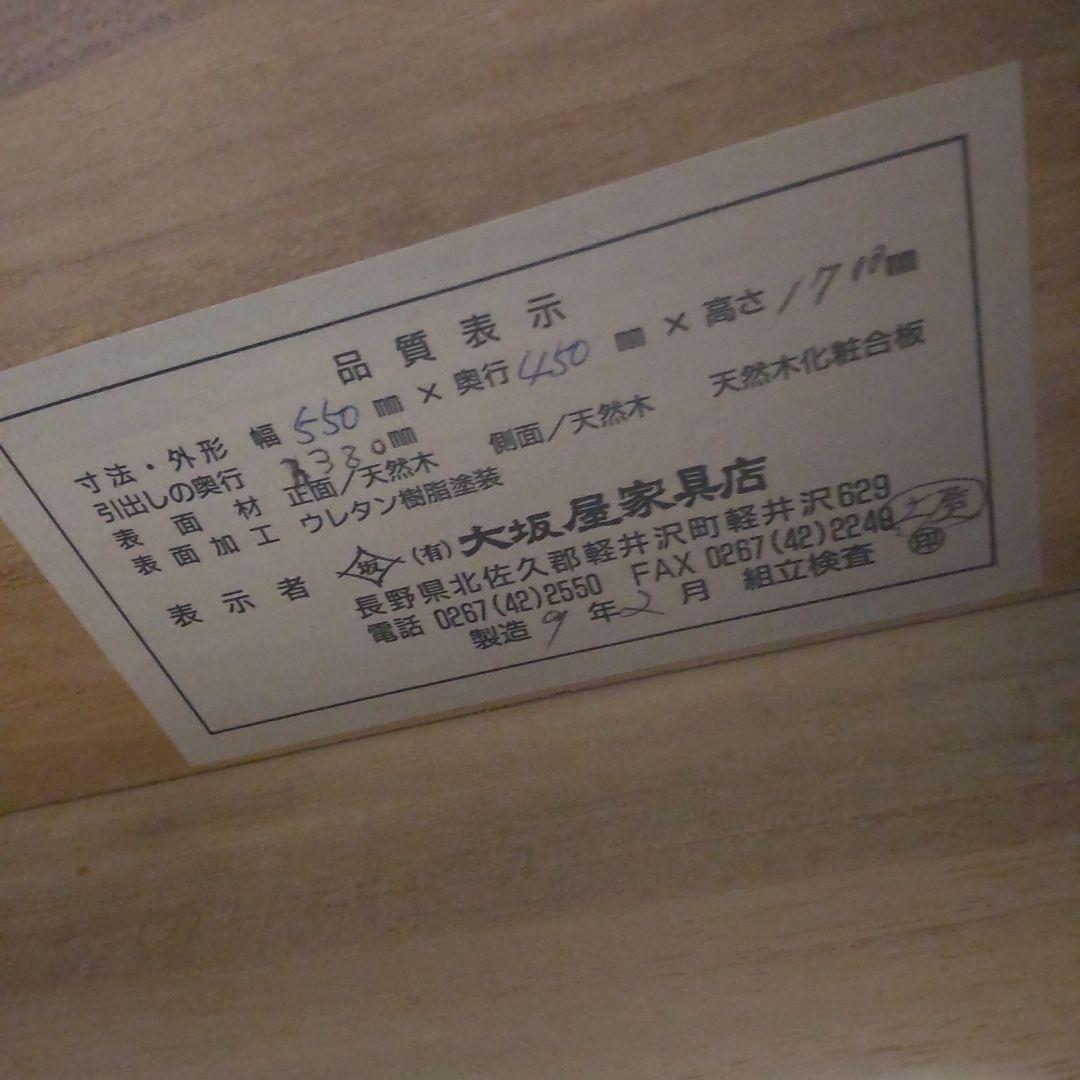 品質表示
寸法・外形 幅 550 ㎜ × 奥行 450 ㎜ × 高さ 1710㎜
引出しの奥行 330㎜
表面材 正面/天然木 側面/天然木 天然木化粧合板
表面加工 ウレタン樹脂塗装
表示者 坂 (有)大坂屋家具店
長野県北佐久郡軽井沢町軽井沢629
電話 0267(42)2550 FAX 0267(42)2248
製造 9 年 2 月 組立検査 印